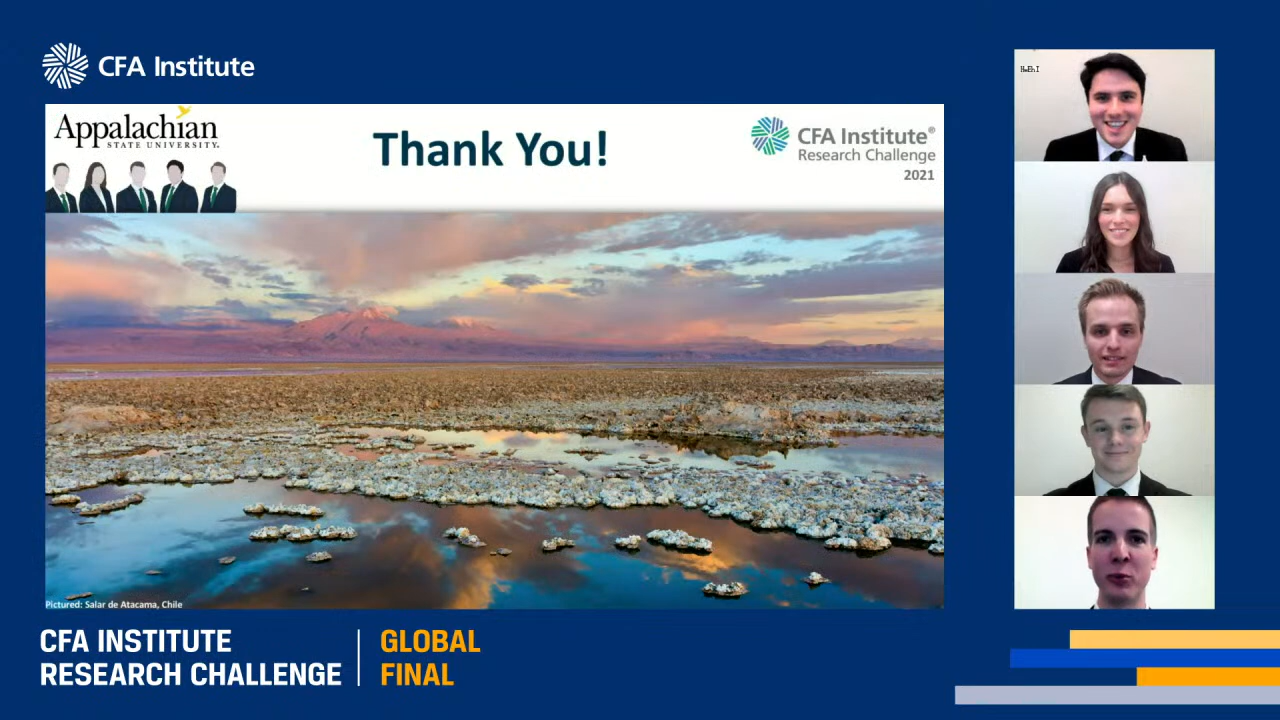 CFA Institute
Appalachian
STATE UNIVERSITY.
Thank You!
CFA Institute®
Research Challenge
2021
Pictured: Salar de Atacama, Chile
CFA INSTITUTE
RESEARCH CHALLENGE
GLOBAL
FINAL